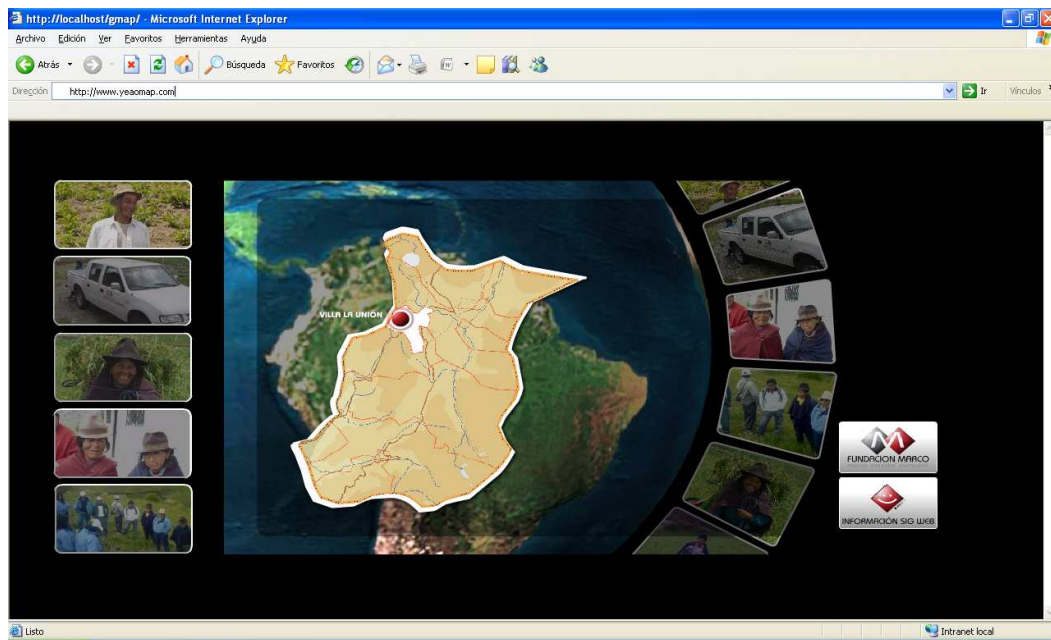 http://localhost/gmap/ - Microsoft Internet Explorer
Archivo Edición Ver Favoritos Herramientas Ayuda
Atrás Búsqueda Favoritos
Dirección http://www.yeaomap.com Ir Vínculos
VILLA LA UNIÓN
FUNDACION MARCO
INFORMACIÓN SIG WEB
Listo Intranet local